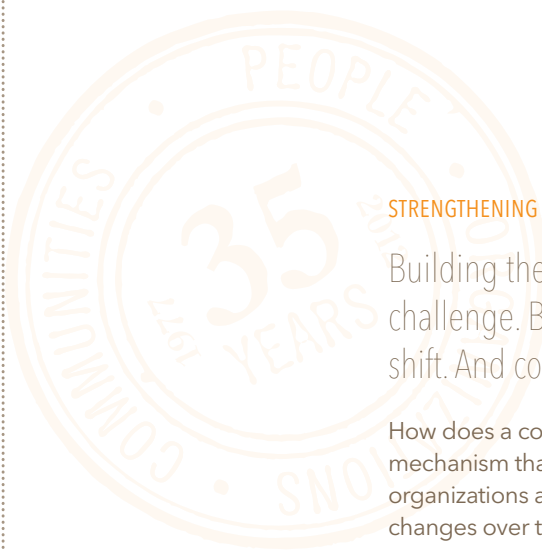 PEOPLE • ORGANIZATIONS • COMMUNITIES •
35
YEARS
1977
STRENGTHENING
Building the
challenge. B
shift. And co
How does a co
mechanism tha
organizations a
changes over t